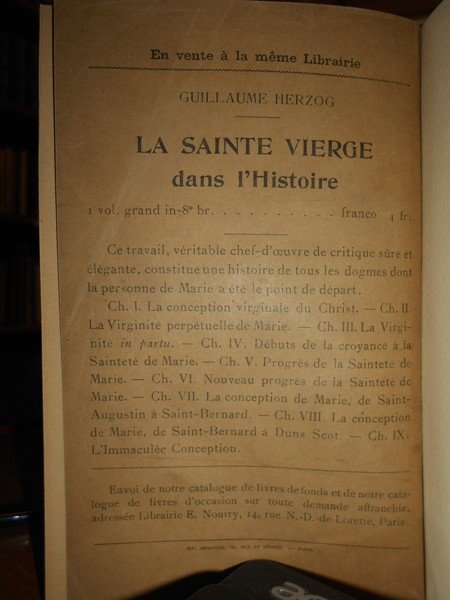 En vente à la même Librairie
GUILLAUME HERZOG
LA SAINTE VIERGE
dans l'Histoire
1 vol. grand in-8° br. . . . . . . . . . . franco 4 fr.
Ce travail, véritable chef-d'œuvre de critique sûre et
élégante, constitue une histoire de tous les dogmes dont
la personne de Marie a été le point de départ.
Ch. I. La conception virginale du Christ. — Ch. II.
La Virginité perpétuelle de Marie. — Ch. III. La Virgi-
nité in partu. — Ch. IV. Débuts de la croyance à la
Sainteté de Marie. — Ch. V. Progrès de la Sainteté de
Marie. — Ch. VI. Nouveau progrès de la Sainteté de
Marie. — Ch. VII. La conception de Marie, de Saint-
Augustin à Saint-Bernard. — Ch. VIII. La conception
de Marie, de Saint-Bernard à Duns Scot. — Ch. IX.
L'Immaculée Conception.
Envoi de notre catalogue de livres de fonds et de notre cata-
logue de livres d'occasion sur toute demande affranchie,
adressée Librairie E. Nourry, 14, rue N.-D.-de-Lorette, Paris.
— PARIS.